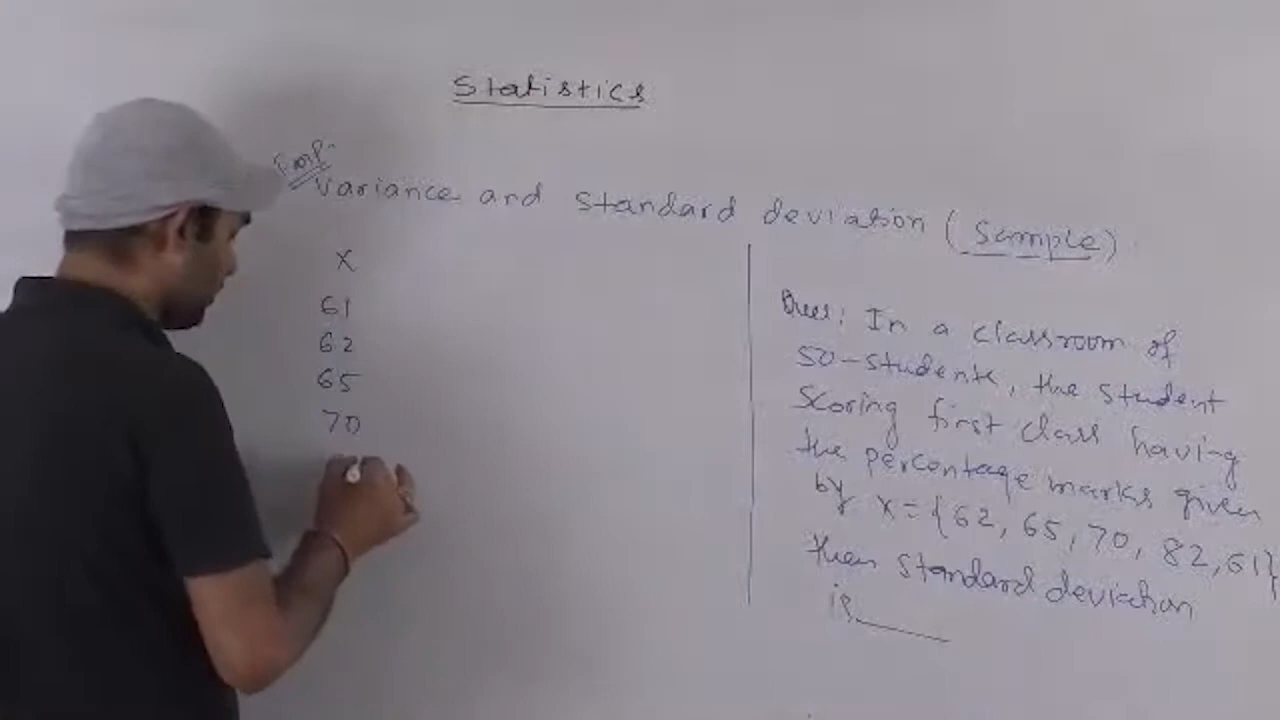 Statistics
Variance and Standard deviation (Sample)
X
61
62
65
70
Ques: In a classroom of
50-students, the student
Scoring first class having
the percentage marks given
by x={62, 65, 70, 82, 61}
then standard deviation
is